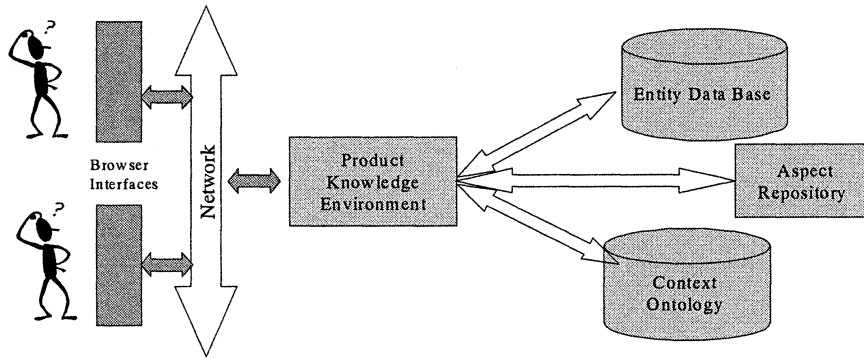 ?
Browser
Interfaces
?
Network
Product
Knowledge
Environment
Entity Data Base
Aspect
Repository
Context
Ontology